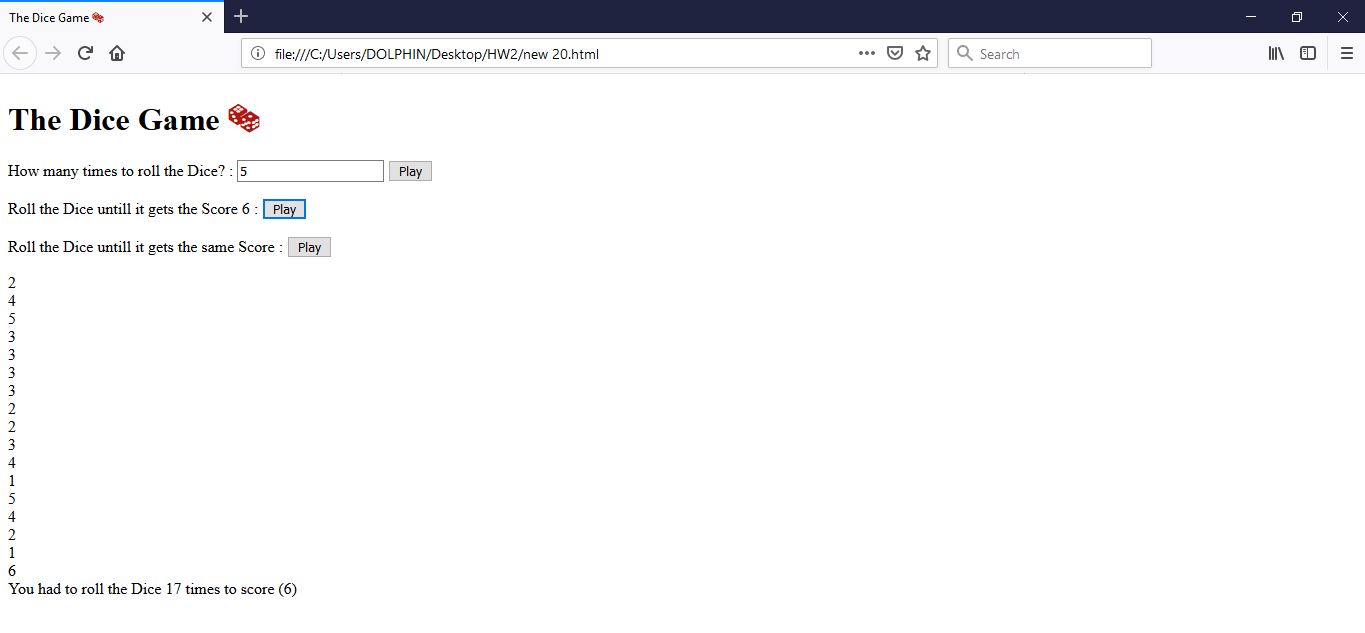 The Dice Game
file:///C:/Users/DOLPHIN/Desktop/HW2/new 20.html
Search
The Dice Game
How many times to roll the Dice? : 5 Play
Roll the Dice untill it gets the Score 6 : Play
Roll the Dice untill it gets the same Score : Play
2
4
5
3
3
3
3
2
2
3
4
1
5
4
2
1
6
You had to roll the Dice 17 times to score (6)